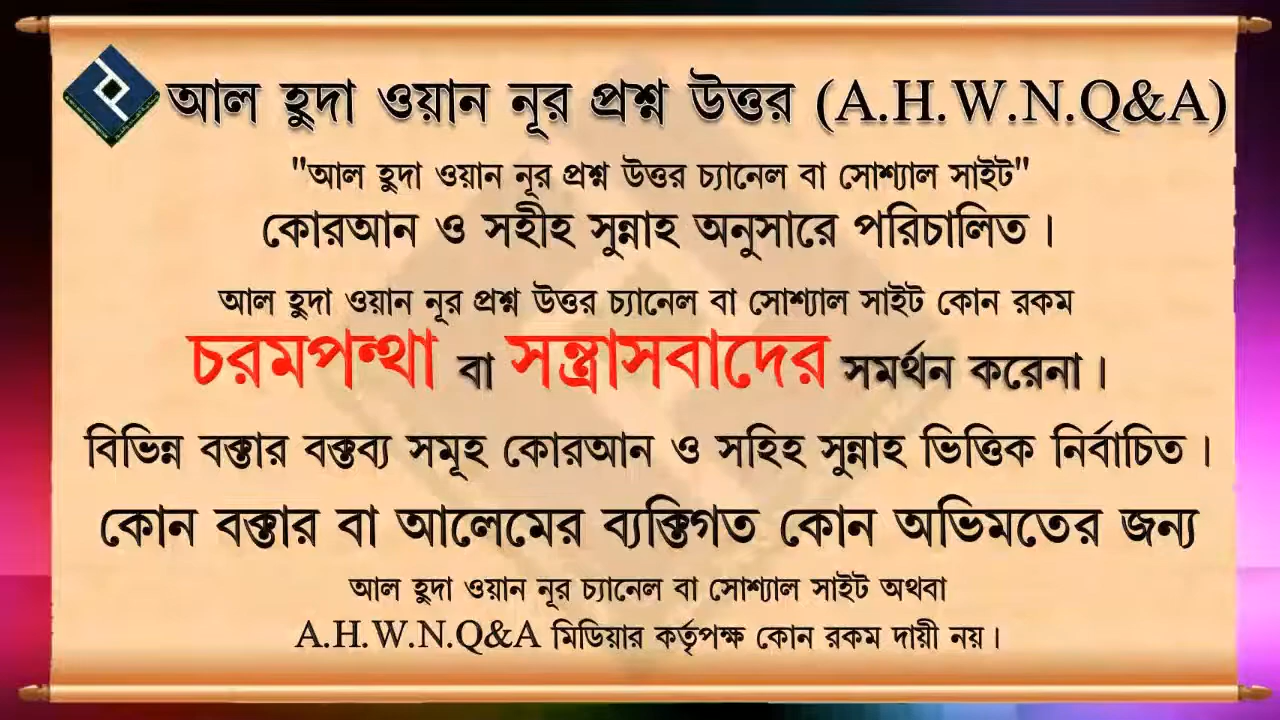 আল হুদা ওয়ান নূর প্রশ্ন উত্তর (A.H.W.N.Q&A)
"আল হুদা ওয়ান নূর প্রশ্ন উত্তর চ্যানেল বা সোশ্যাল সাইট"
কোরআন ও সহীহ সুন্নাহ অনুসারে পরিচালিত ।
আল হুদা ওয়ান নূর প্রশ্ন উত্তর চ্যানেল বা সোশ্যাল সাইট কোন রকম
চরমপন্থা বা সন্ত্রাসবাদের সমর্থন করেনা ।
বিভিন্ন বক্তার বক্তব্য সমূহ কোরআন ও সহিহ সুন্নাহ ভিত্তিক নির্বাচিত ।
কোন বক্তার বা আলেমের ব্যক্তিগত কোন অভিমতের জন্য
আল হুদা ওয়ান নূর চ্যানেল বা সোশ্যাল সাইট অথবা
A.H.W.N.Q&A মিডিয়ার কর্তৃপক্ষ কোন রকম দায়ী নয় ।